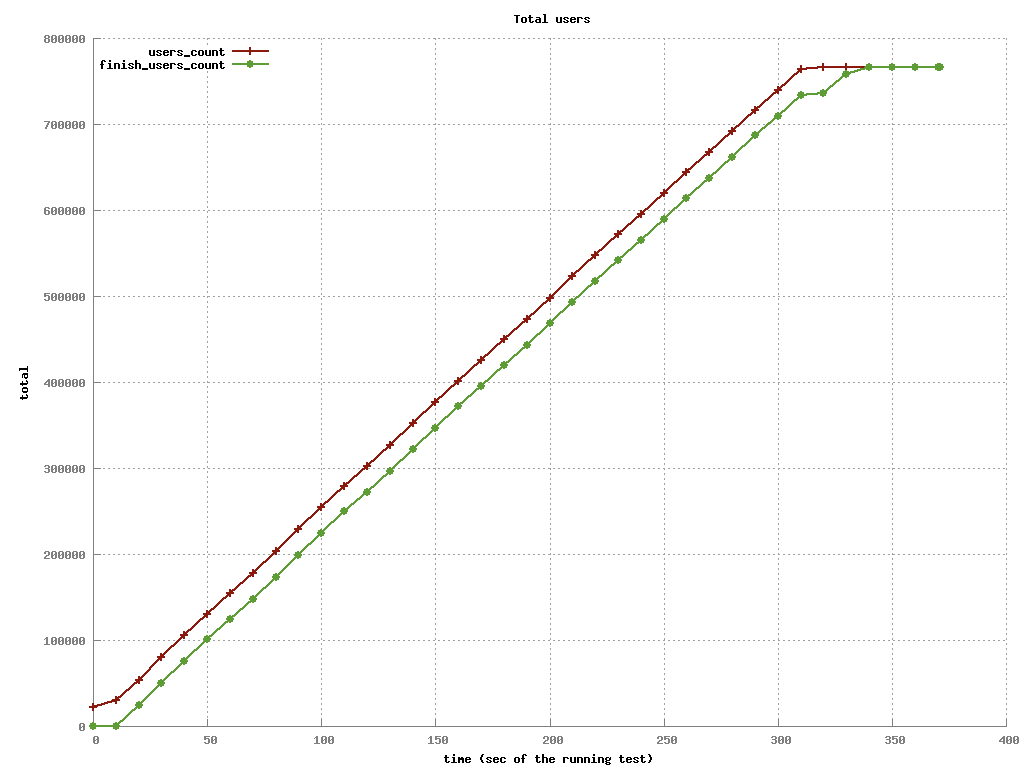 Total users
users_count
finish_users_count
800000
700000
600000
500000
400000
300000
200000
100000
0
total
0 50 100 150 200 250 300 350 400
time (sec of the running test)